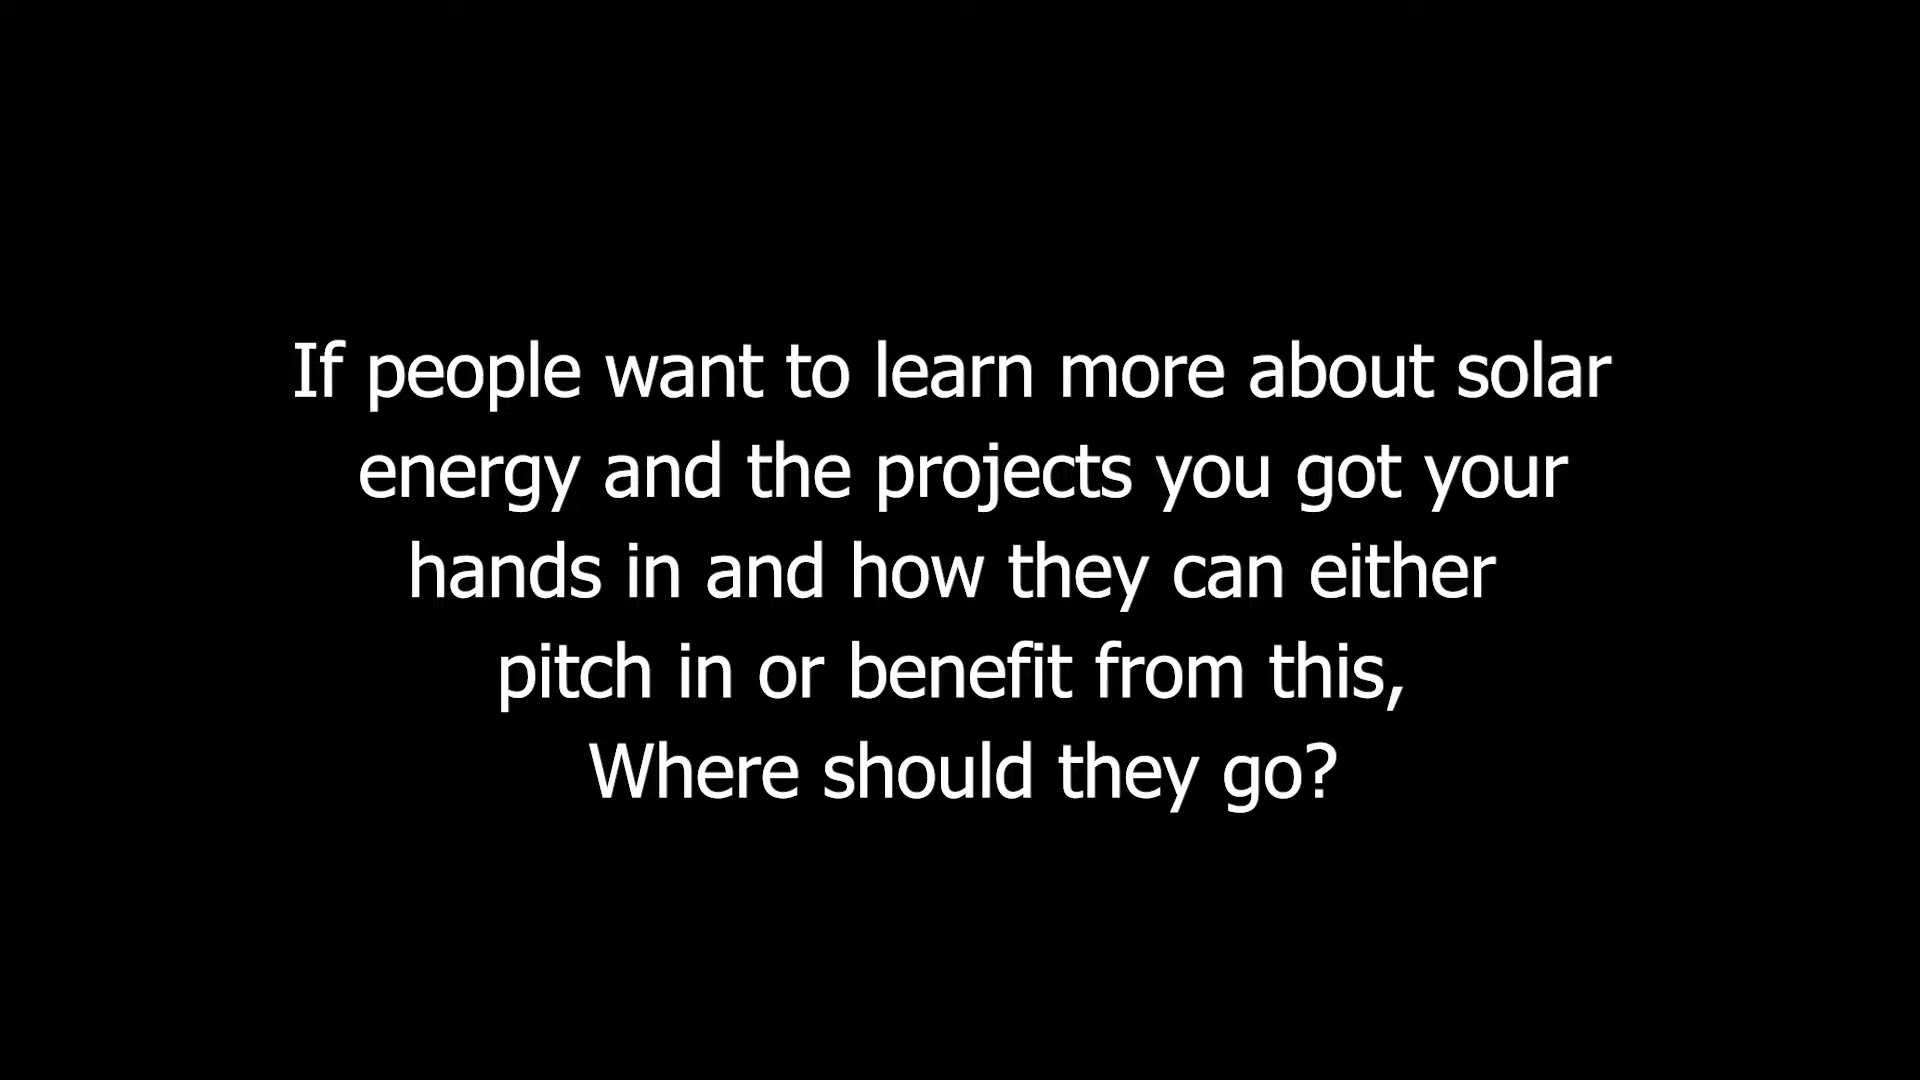 If people want to learn more about solar
energy and the projects you got your
hands in and how they can either
pitch in or benefit from this,
Where should they go?